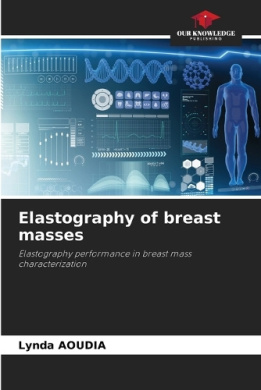 OUR KNOWLEDGE
PUBLISHING
Elastography of breast
masses
Elastography performance in breast mass
characterization
Lynda AOUDIA